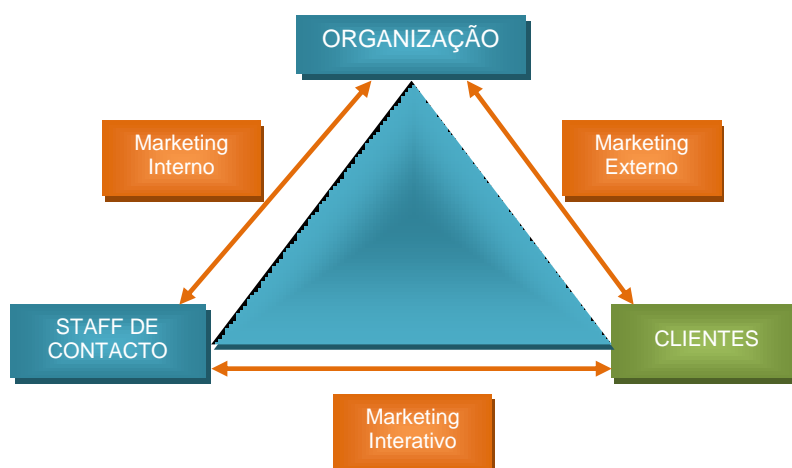 ORGANIZAÇÃO
Marketing
Interno
Marketing
Externo
STAFF DE
CONTACTO
CLIENTES
Marketing
Interativo